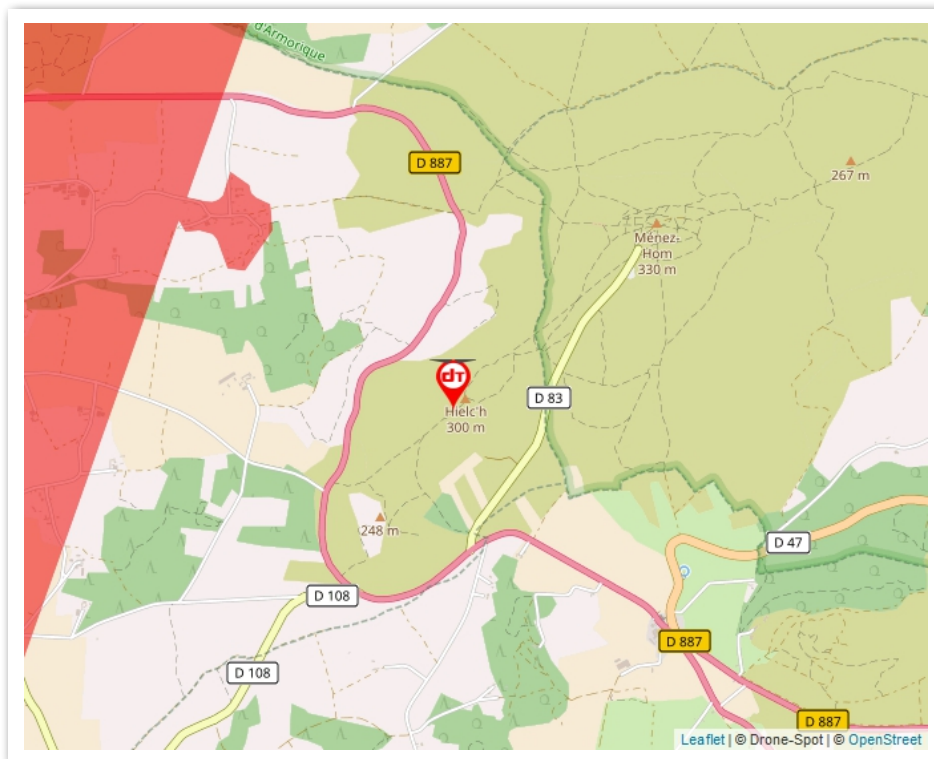 d'Armorique
D 887
267 m
Ménez-
Hom
330 m
dT
D 83
Hielc'h
300 m
248 m
D 47
D 108
D 887
D 108
D 887
Leaflet | © Drone-Spot | © OpenStreet